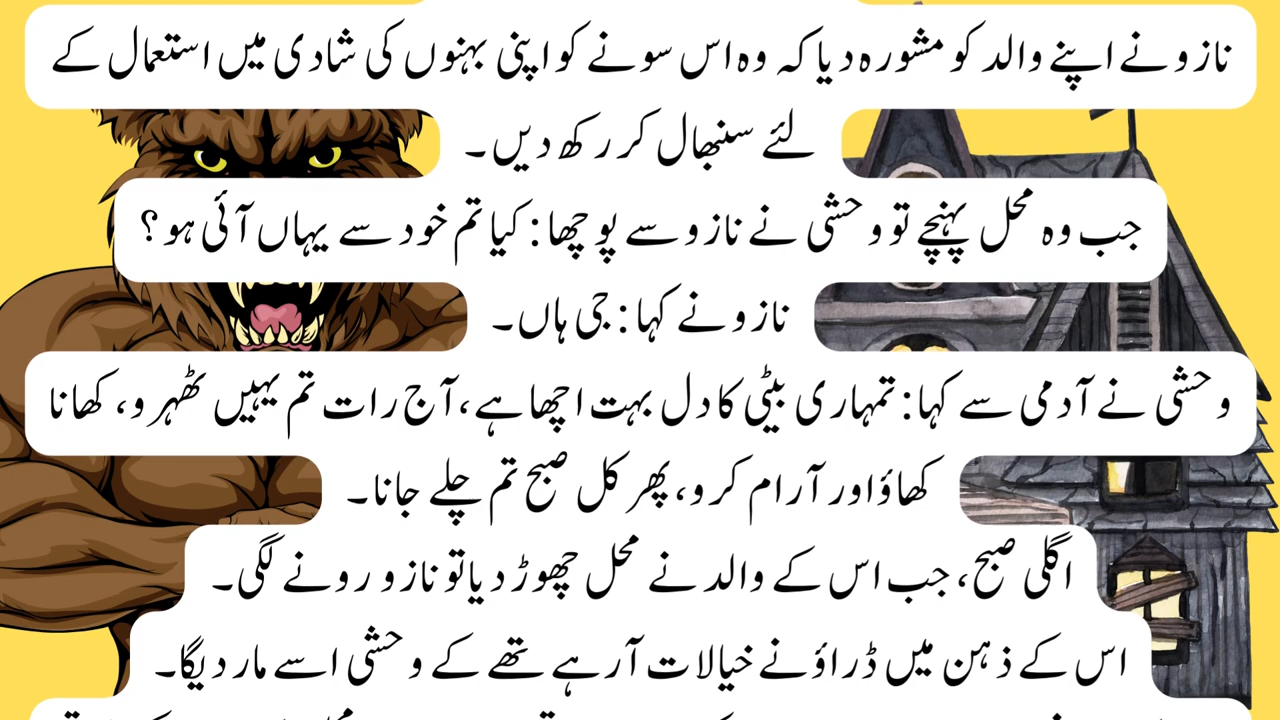 نازو نے اپنے والد کو مشورہ دیا کہ وہ اس سونے کو اپنی بہنوں کی شادی میں استعمال کے
لئے سنبھال کر رکھ دیں۔
جب وہ محل پہنچے تو وحشی نے نازو سے پوچھا: کیا تم خود سے یہاں آئی ہو؟
نازو نے کہا: جی ہاں۔
وحشی نے آدمی سے کہا: تمہاری بیٹی کا دل بہت اچھا ہے، آج رات تم یہیں ٹھہرو، کھانا
کھاؤ اور آرام کرو، پھر کل صبح تم چلے جانا۔
اگلی صبح، جب اس کے والد نے محل چھوڑ دیا تو نازو رونے لگی۔
اس کے ذہن میں ڈراؤنے خیالات آرہے تھے کے وحشی اسے مار دیگا۔